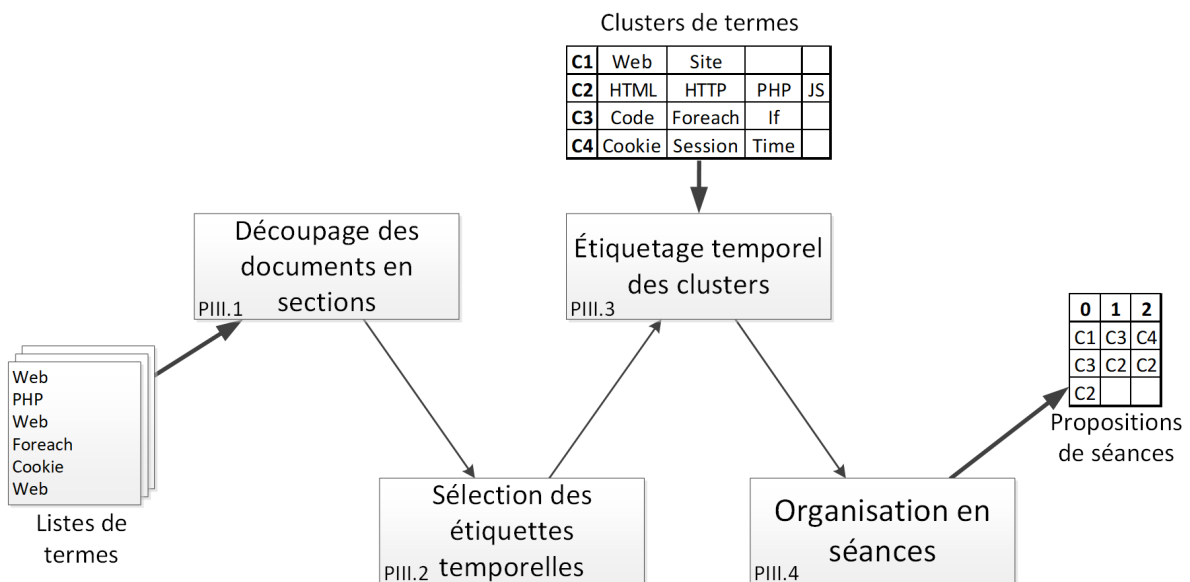 Clusters de termes
C1 Web Site
C2 HTML HTTP PHP JS
C3 Code Foreach If
C4 Cookie Session Time
Découpage des
documents en
sections
PIII.1
Étiquetage temporel
des clusters
PIII.3
Web
PHP
Web
Foreach
Cookie
Web
Listes de
termes
0 1 2
C1 C3 C4
C3 C2 C2
C2
Propositions
de séances
Sélection des
étiquettes
temporelles
PIII.2
Organisation en
séances
PIII.4